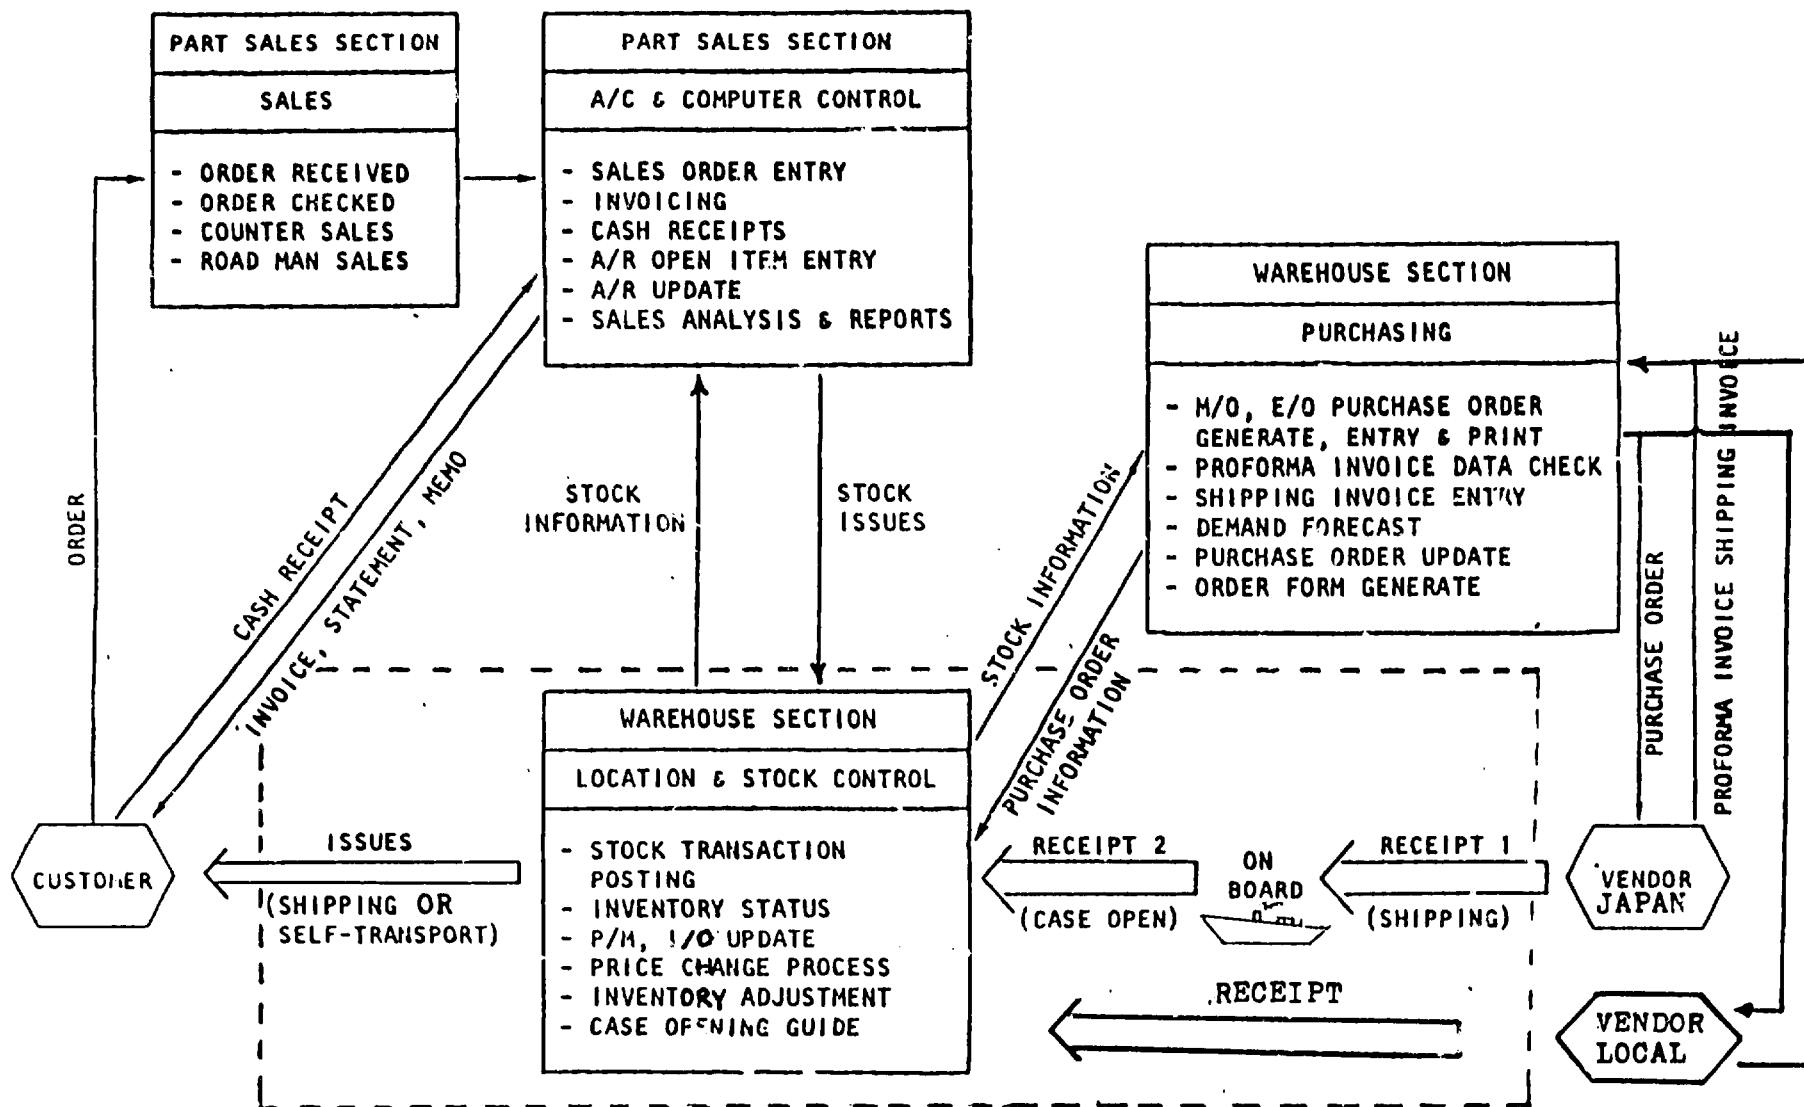 PART SALES SECTION
SALES
- ORDER RECEIVED
- ORDER CHECKED
- COUNTER SALES
- ROAD MAN SALES
PART SALES SECTION
A/C & COMPUTER CONTROL
- SALES ORDER ENTRY
- INVOICING
- CASH RECEIPTS
- A/R OPEN ITEM ENTRY
- A/R UPDATE
- SALES ANALYSIS & REPORTS
WAREHOUSE SECTION
PURCHASING
- M/O, E/O PURCHASE ORDER
GENERATE, ENTRY & PRINT
- PROFORMA INVOICE DATA CHECK
- SHIPPING INVOICE ENTRY
- DEMAND FORECAST
- PURCHASE ORDER UPDATE
- ORDER FORM GENERATE
ORDER
CASH RECEIPT
INVOICE, STATEMENT, MEMO
STOCK
INFORMATION
STOCK
ISSUES
STOCK INFORMATION
PURCHASE ORDER
INFORMATION
PURCHASE ORDER
PROFORMA INVOICE SHIPPING INVOICE
WAREHOUSE SECTION
LOCATION & STOCK CONTROL
- STOCK TRANSACTION
POSTING
- INVENTORY STATUS
- P/M, I/O UPDATE
- PRICE CHANGE PROCESS
- INVENTORY ADJUSTMENT
- CASE OPENING GUIDE
CUSTOMER
ISSUES
(SHIPPING OR
SELF-TRANSPORT)
RECEIPT 2
(CASE OPEN)
ON
BOARD
RECEIPT 1
(SHIPPING)
VENDOR
JAPAN
RECEIPT
VENDOR
LOCAL